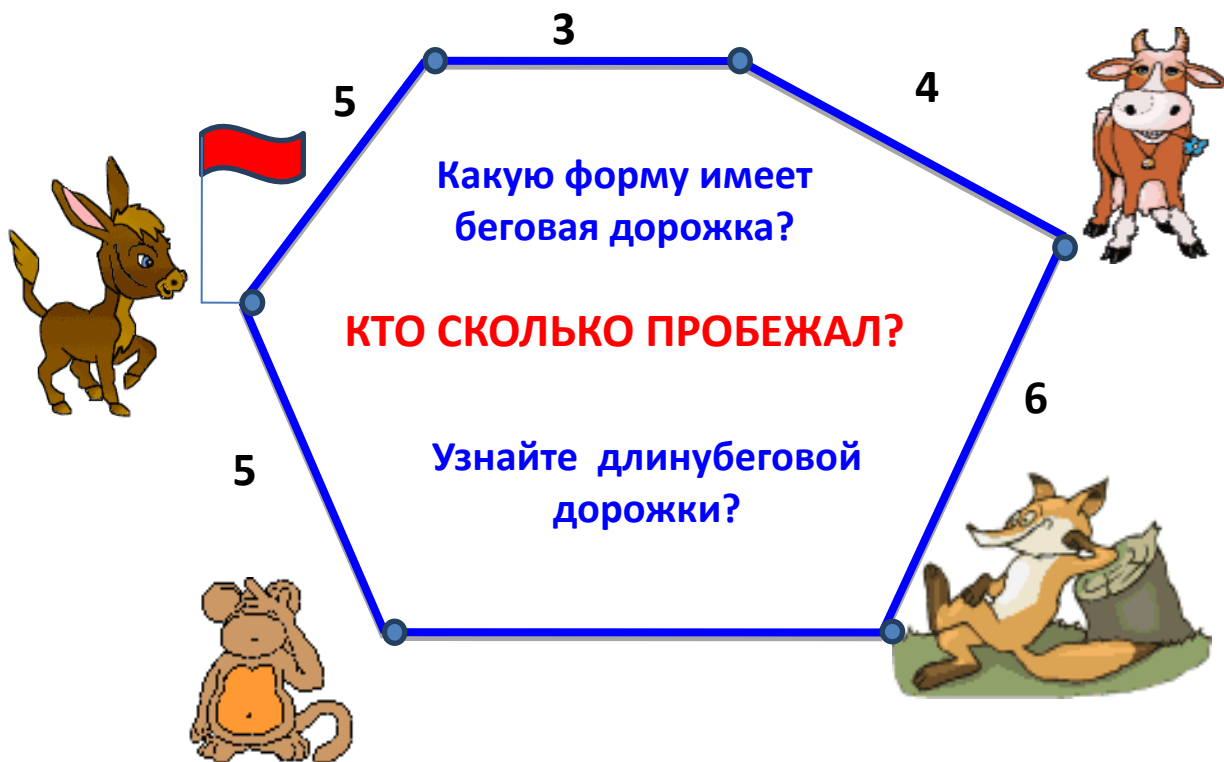 3
4
5
Какую форму имеет
беговая дорожка?
КТО СКОЛЬКО ПРОБЕЖАЛ?
6
5
Узнайте длинубеговой
дорожки?